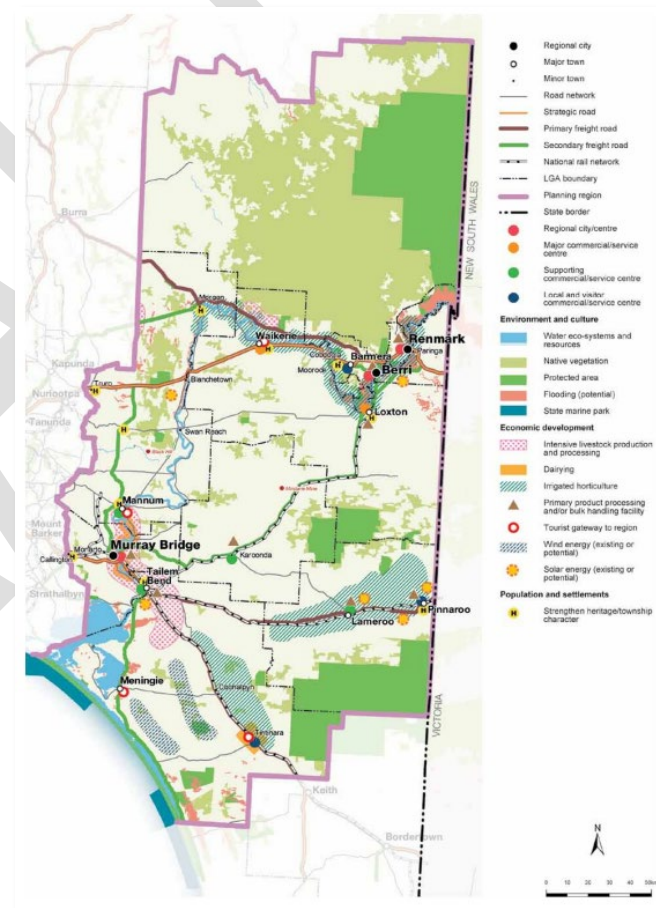 Regional city
Major town
Minor town
Road network
Strategic road
Primary freight road
Secondary freight road
National rail network
LGA boundary
Planning region
State border
Regional city/centre
Major commercial/service
centre
Supporting
commercial/service centre
Local and visitor
commercial/service centre
Environment and culture
Water eco-systems and
resources
Native vegetation
Protected area
Flooding (potential)
State marine park
Economic development
Intensive livestock production
and processing
Dairying
Irrigated horticulture
Primary product processing
and/or bulk handling facility
Tourist gateway to region
Wind energy (existing or
potential)
Solar energy (existing or
potential)
Population and settlements
H
Strengthen heritage/township
character
NEW SOUTH WALES
VICTORIA
Burra
Morgan
Waikerie
Renmark
Paringa
Barmera
Berri
Moorook
Loxton
Kapunda
Truro
Blanchetown
Nuriootpa
Tanunda
Swan Reach
Mannum
Mount
Barker
Murray Bridge
Callington
Karoonda
Tailem
Bend
Strathalbyn
Pinnaroo
Lameroo
Meningie
Coonalpyn
Tintinara
Keith
Bordertown
N
0 10 20 30 40